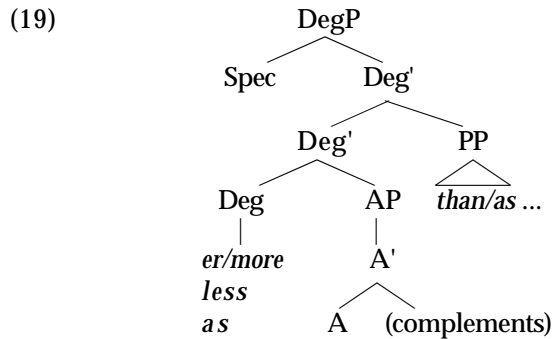 (19) DegP
Spec Deg'
Deg' PP
Deg AP than/as ...
er/more A'
less
as A (complements)